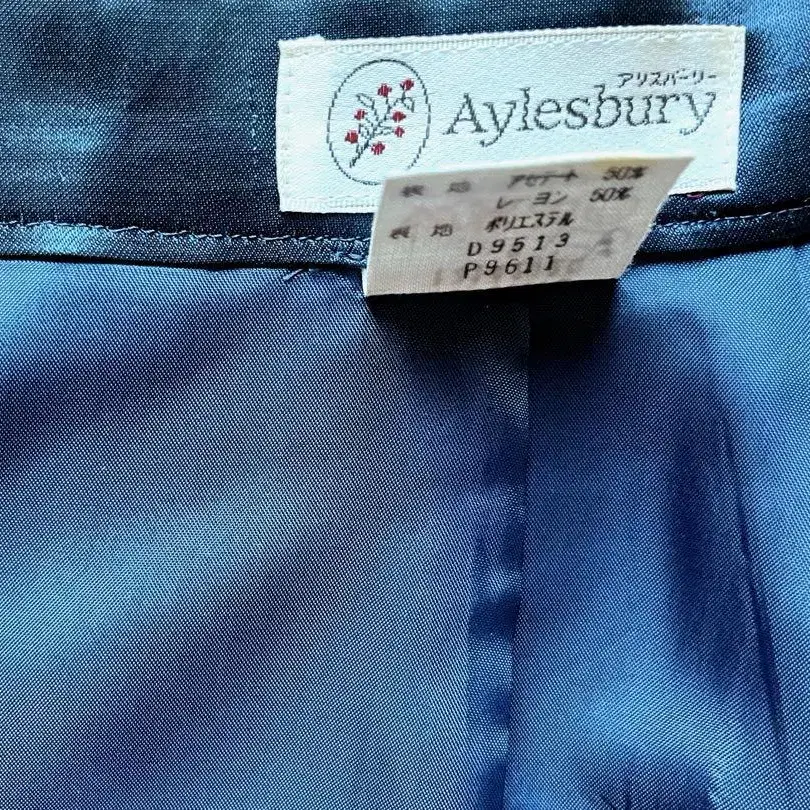 アリスバーリー
Aylesbury
表 地 アセテート 50%
レーヨン 50%
表 地 ポリエステル
D9513
P9611